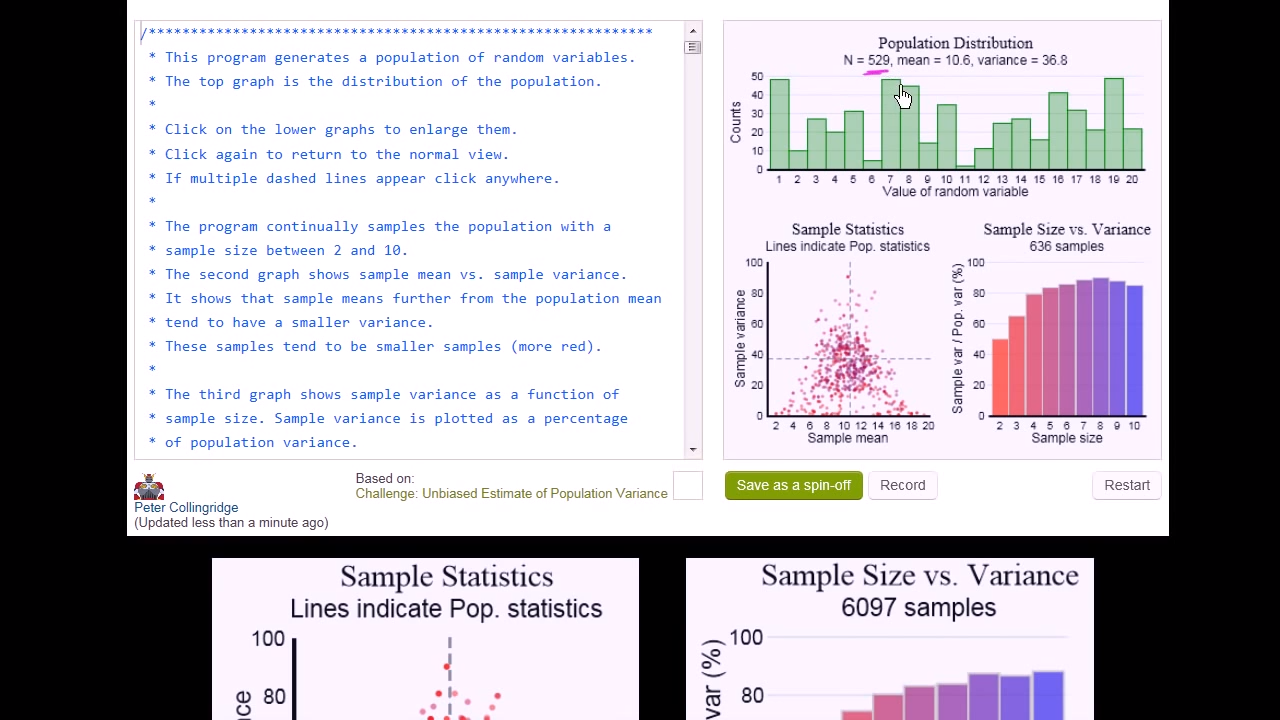 /************************************************************
* This program generates a population of random variables.
* The top graph is the distribution of the population.
*
* Click on the lower graphs to enlarge them.
* Click again to return to the normal view.
* If multiple dashed lines appear click anywhere.
*
* The program continually samples the population with a
* sample size between 2 and 10.
* The second graph shows sample mean vs. sample variance.
* It shows that sample means further from the population mean
* tend to have a smaller variance.
* These samples tend to be smaller samples (more red).
*
* The third graph shows sample variance as a function of
* sample size. Sample variance is plotted as a percentage
* of population variance.
Population Distribution
N = 529, mean = 10.6, variance = 36.8
Counts
50
40
30
20
10
0
1 2 3 4 5 6 7 8 9 10 11 12 13 14 15 16 17 18 19 20
Value of random variable
Sample Statistics
Lines indicate Pop. statistics
Sample variance
100
80
60
40
20
0
2 4 6 8 10 12 14 16 18 20
Sample mean
Sample Size vs. Variance
636 samples
Sample var / Pop. var (%)
100
80
60
40
20
0
2 3 4 5 6 7 8 9 10
Sample size
Peter Collingridge
(Updated less than a minute ago)
Based on:
Challenge: Unbiased Estimate of Population Variance
Save as a spin-off
Record
Restart
Sample Statistics
Lines indicate Pop. statistics
100
80
Sample Size vs. Variance
6097 samples
var (%)
100
80